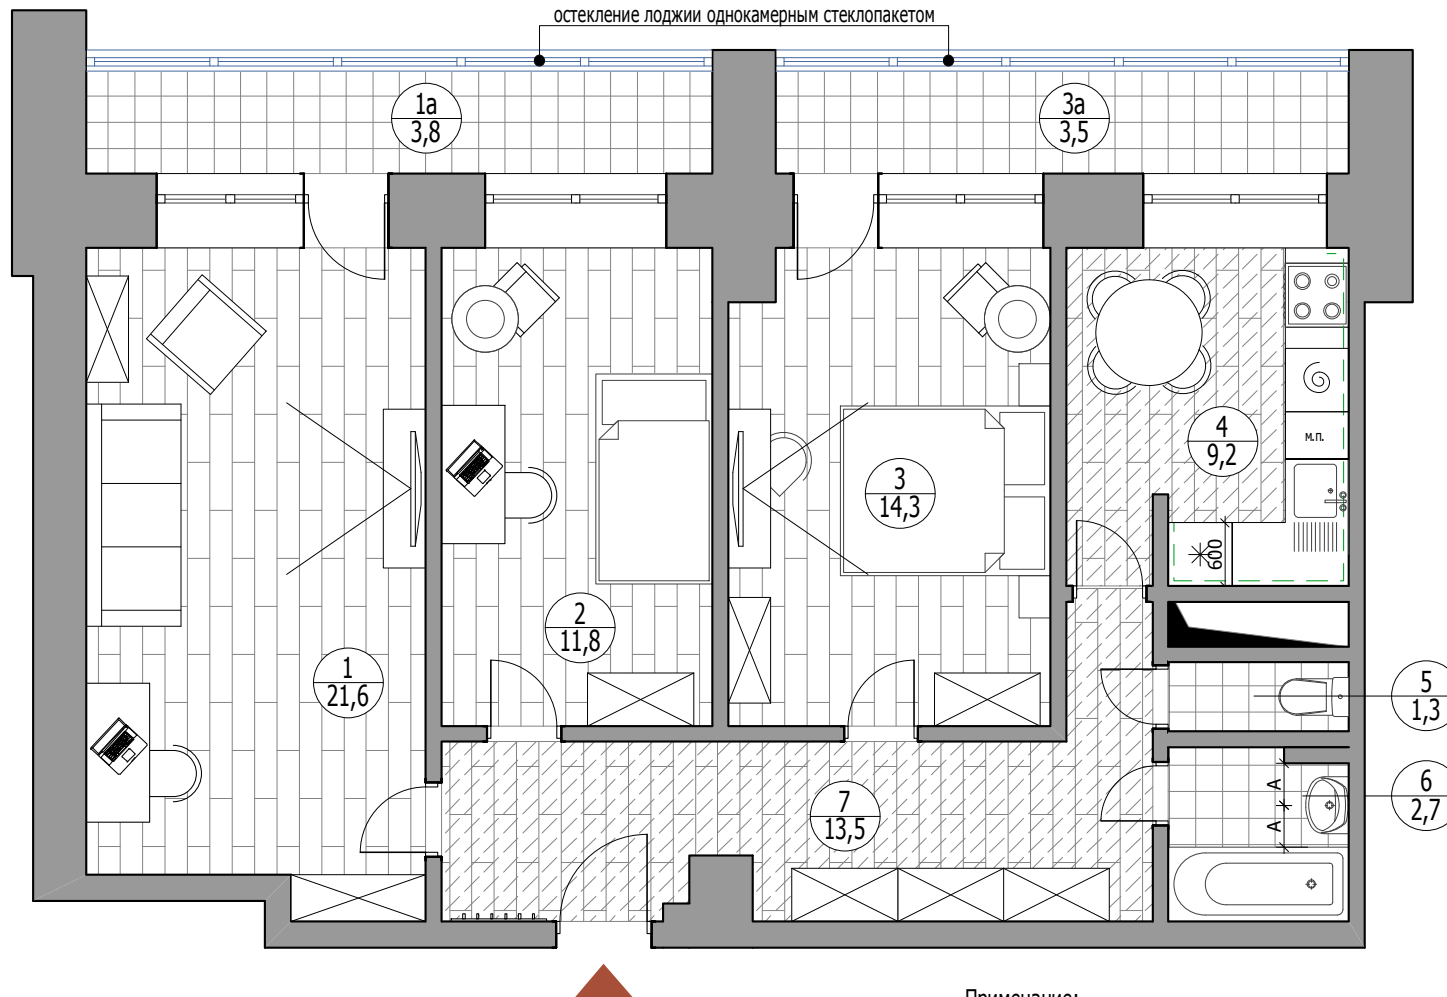 остекление лоджии однокамерным стеклопакетом
1а
3,8
3а
3,5
4
9,2
м.п.
3
14,3
600
2
11,8
1
21,6
5
1,3
6
2,7
А
А
7
13,5
Примечание: